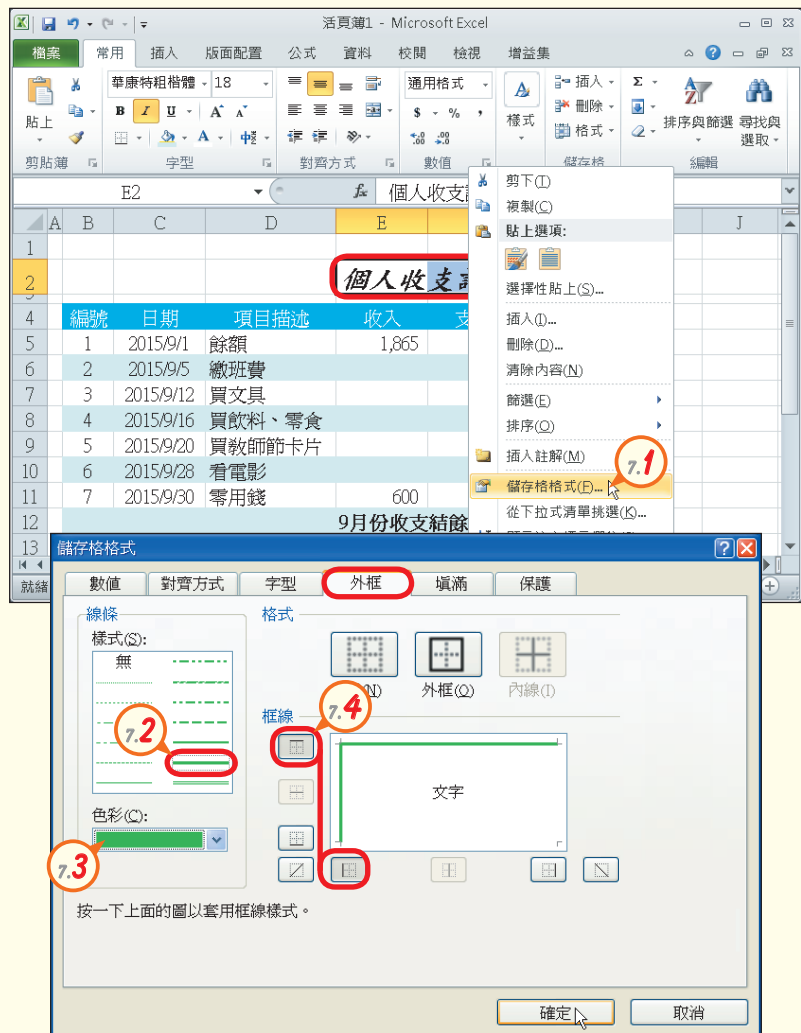 活頁簿1 - Microsoft Excel
檔案 常用 插入 版面配置 公式 資料 校閱 檢視 增益集
貼上
剪貼簿
華康特粗楷體 18
B I U A A
A 中
字型
對齊方式
通用格式
$ % ,
數值
樣式
插入
刪除
格式
儲存格
Σ
排序與篩選 尋找與
選取
編輯
E2 fx 個人收支
A B C D E J
1
2 個人收支
4 編號 日期 項目描述 收入 支
5 1 2015/9/1 餘額 1,865
6 2 2015/9/5 繳班費
7 3 2015/9/12 買文具
8 4 2015/9/16 買飲料、零食
9 5 2015/9/20 買教師節卡片
10 6 2015/9/28 看電影
11 7 2015/9/30 零用錢 600
12 9月份收支結餘
13
就緒
剪下(T)
複製(C)
貼上選項:
選擇性貼上(S)...
插入(I)...
刪除(D)...
清除內容(N)
篩選(E)
排序(O)
插入註解(M)
7.1
儲存格格式(F)...
從下拉式清單挑選(K)...
儲存格格式
數值 對齊方式 字型 外框 填滿 保護
線條
樣式(S):
無
7.2
色彩(C):
7.3
格式
(N) 外框(O) 內線(I)
框線
7.4
文字
按一下上面的圖以套用框線樣式。
確定 取消